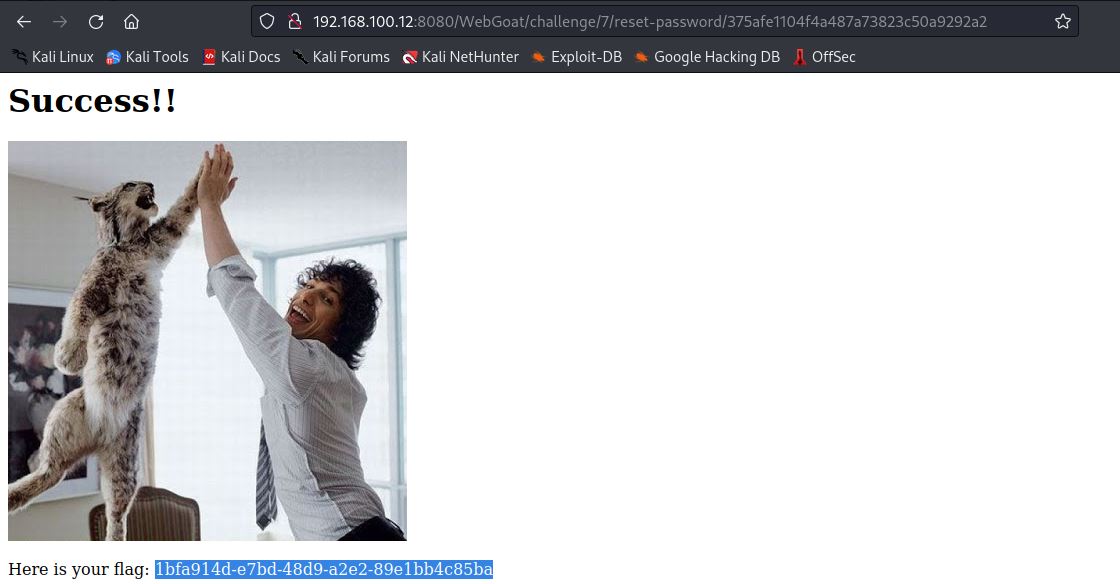 192.168.100.12:8080/WebGoat/challenge/7/reset-password/375afe1104f4a487a73823c50a9292a2
Kali Linux Kali Tools Kali Docs Kali Forums Kali NetHunter Exploit-DB Google Hacking DB OffSec
Success!!
Here is your flag: 1bfa914d-e7bd-48d9-a2e2-89e1bb4c85ba